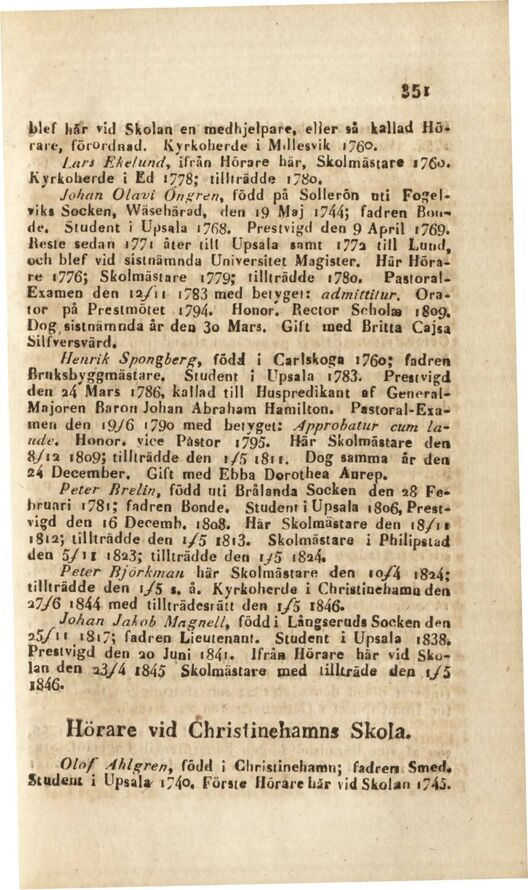 351
blef här vid Skolan en medhjelpare, eller så kallad Hö-
rare, förordnad. Kyrkoherde i Millesvik 1760.
Lars Ekelund, ifrån Hörare här, Skolmästare 1760.
Kyrkoherde i Ed 1778; tillträdde 1780.
Johan Olavi Ongren, född på Sollerön uti Fogel-
viks Socken, Wäsehärad, den 19 Maj 1744; fadren Bon-
de. Student i Upsala 1768. Prestvigd den 9 April 1769.
Reste sedan 1771 åter till Upsala samt 1772 till Lund,
och blef vid sistnämnda Universitet Magister. Här Höra-
re 1776; Skolmästare 1779; tillträdde 1780. Pastoral-
Examen den 12/11 1783 med betyget: admittitur. Ora-
tor på Prestmötet 1794. Honor. Rector Scholæ 1809.
Dog sistnämnda år den 30 Mars. Gift med Britta Cajsa
Silfversvärd.
Henrik Spongberg, född i Carlskoga 1760; fadren
Bruksbyggmästare. Student i Upsala 1783. Prestvigd
den 24 Mars 1786, kallad till Huspredikant af General-
Majoren Baron Johan Abraham Hamilton. Pastoral-Exa-
men den 19/6 1790 med betyget: Approbatur cum la-
ude. Honor. vice Pastor 1795. Här Skolmästare den
8/12 1809; tillträdde den 1/5 1811. Dog samma år den
24 December. Gift med Ebba Dorothea Anrep.
Peter Brelin, född uti Brålanda Socken den 28 Fe-
bruari 1781; fadren Bonde. Student i Upsala 1806, Prest-
vigd den 16 Decemb. 1808. Här Skolmästare den 18/11
1812; tillträdde den 1/5 1813. Skolmästare i Philipstad
den 5/11 1823; tillträdde den 1/5 1824.
Peter Björkman här Skolmästare den 10/4 1824;
tillträdde den 1/5 s. å. Kyrkoherde i Christinehamn den
27/6 1844 med tillträdesrätt den 1/5 1846.
Johan Jakob Magnell, född i Långseruds Socken den
25/11 1817; fadren Lieutenant. Student i Upsala 1838.
Prestvigd den 20 Juni 1841. Ifrån Hörare här vid Sko-
lan den 23/4 1845 Skolmästare med tillträde den 1/5
1846.
Hörare vid Christinehamns Skola.
Olof Ahlgren, född i Christinehamn; fadren Smed.
Student i Upsala 1740. Förste Hörare här vid Skolan 1745.